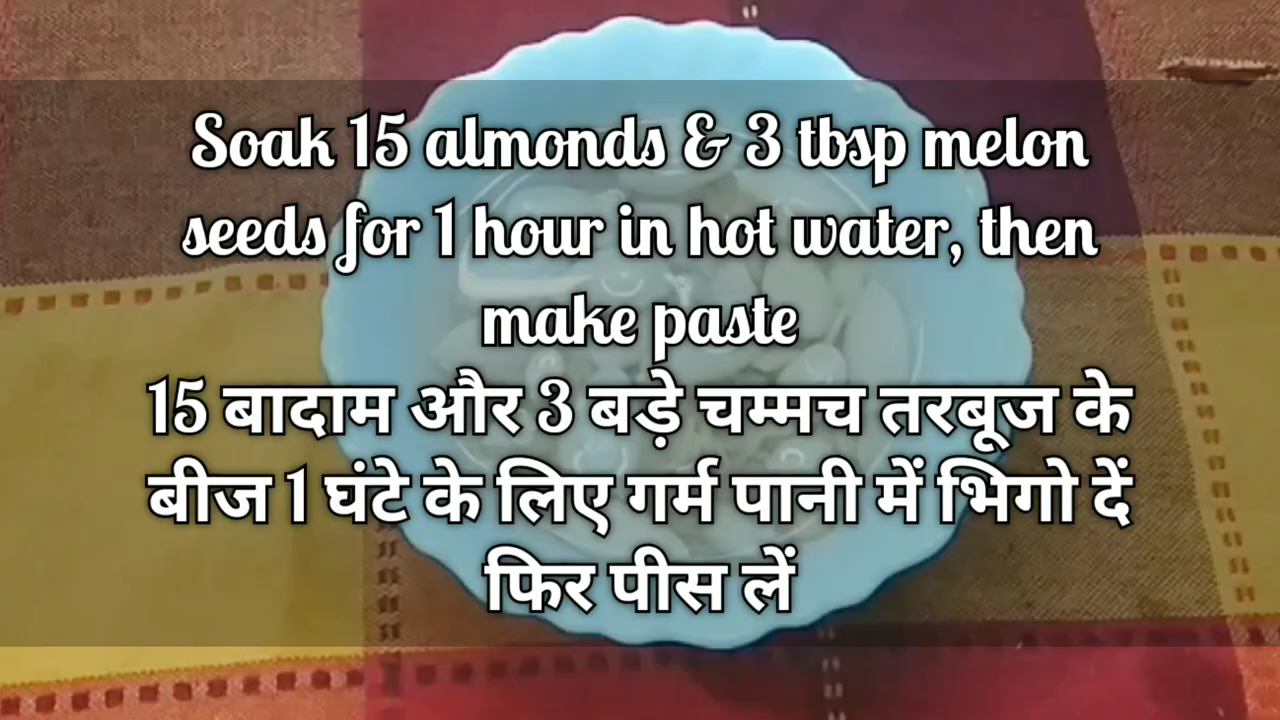 Soak 15 almonds & 3 tbsp melon
seeds for 1 hour in hot water, then
make paste
15 बादाम और 3 बड़े चम्मच तरबूज के
बीज 1 घंटे के लिए गर्म पानी में भिगो दें
फिर पीस लें